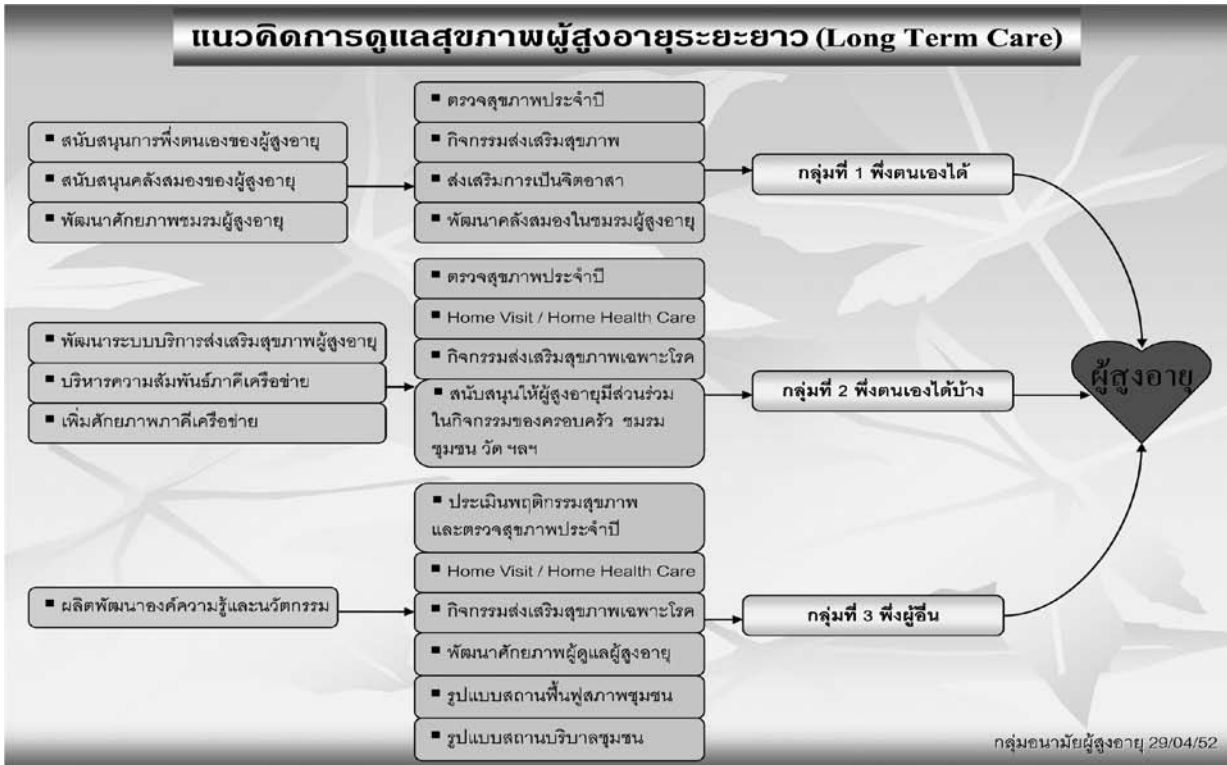 แนวคิดการดูแลสุขภาพผู้สูงอายุระยะยาว (Long Term Care)
▪ สนับสนุนการพึ่งตนเองของผู้สูงอายุ
▪ สนับสนุนคลังสมองของผู้สูงอายุ
▪ พัฒนาศักยภาพชมรมผู้สูงอายุ
▪ ตรวจสุขภาพประจำปี
▪ กิจกรรมส่งเสริมสุขภาพ
▪ ส่งเสริมการเป็นจิตอาสา
▪ พัฒนาคลังสมองในชมรมผู้สูงอายุ
กลุ่มที่ 1 พึ่งตนเองได้
▪ พัฒนาระบบบริการส่งเสริมสุขภาพผู้สูงอายุ
▪ บริหารความสัมพันธ์ภาคีเครือข่าย
▪ เพิ่มศักยภาพภาคีเครือข่าย
▪ ตรวจสุขภาพประจำปี
▪ Home Visit / Home Health Care
▪ กิจกรรมส่งเสริมสุขภาพเฉพาะโรค
▪ สนับสนุนให้ผู้สูงอายุมีส่วนร่วม
ในกิจกรรมของครอบครัว ชมรม
ชุมชน วัด ฯลฯ
กลุ่มที่ 2 พึ่งตนเองได้บ้าง
ผู้สูงอายุ
▪ ผลิตพัฒนาองค์ความรู้และนวัตกรรม
▪ ประเมินพฤติกรรมสุขภาพ
และตรวจสุขภาพประจำปี
▪ Home Visit / Home Health Care
▪ กิจกรรมส่งเสริมสุขภาพเฉพาะโรค
▪ พัฒนาศักยภาพผู้ดูแลผู้สูงอายุ
▪ รูปแบบสถานฟื้นฟูสภาพชุมชน
▪ รูปแบบสถานบริบาลชุมชน
กลุ่มที่ 3 พึ่งผู้อื่น
กลุ่มอนามัยผู้สูงอายุ 29/04/52